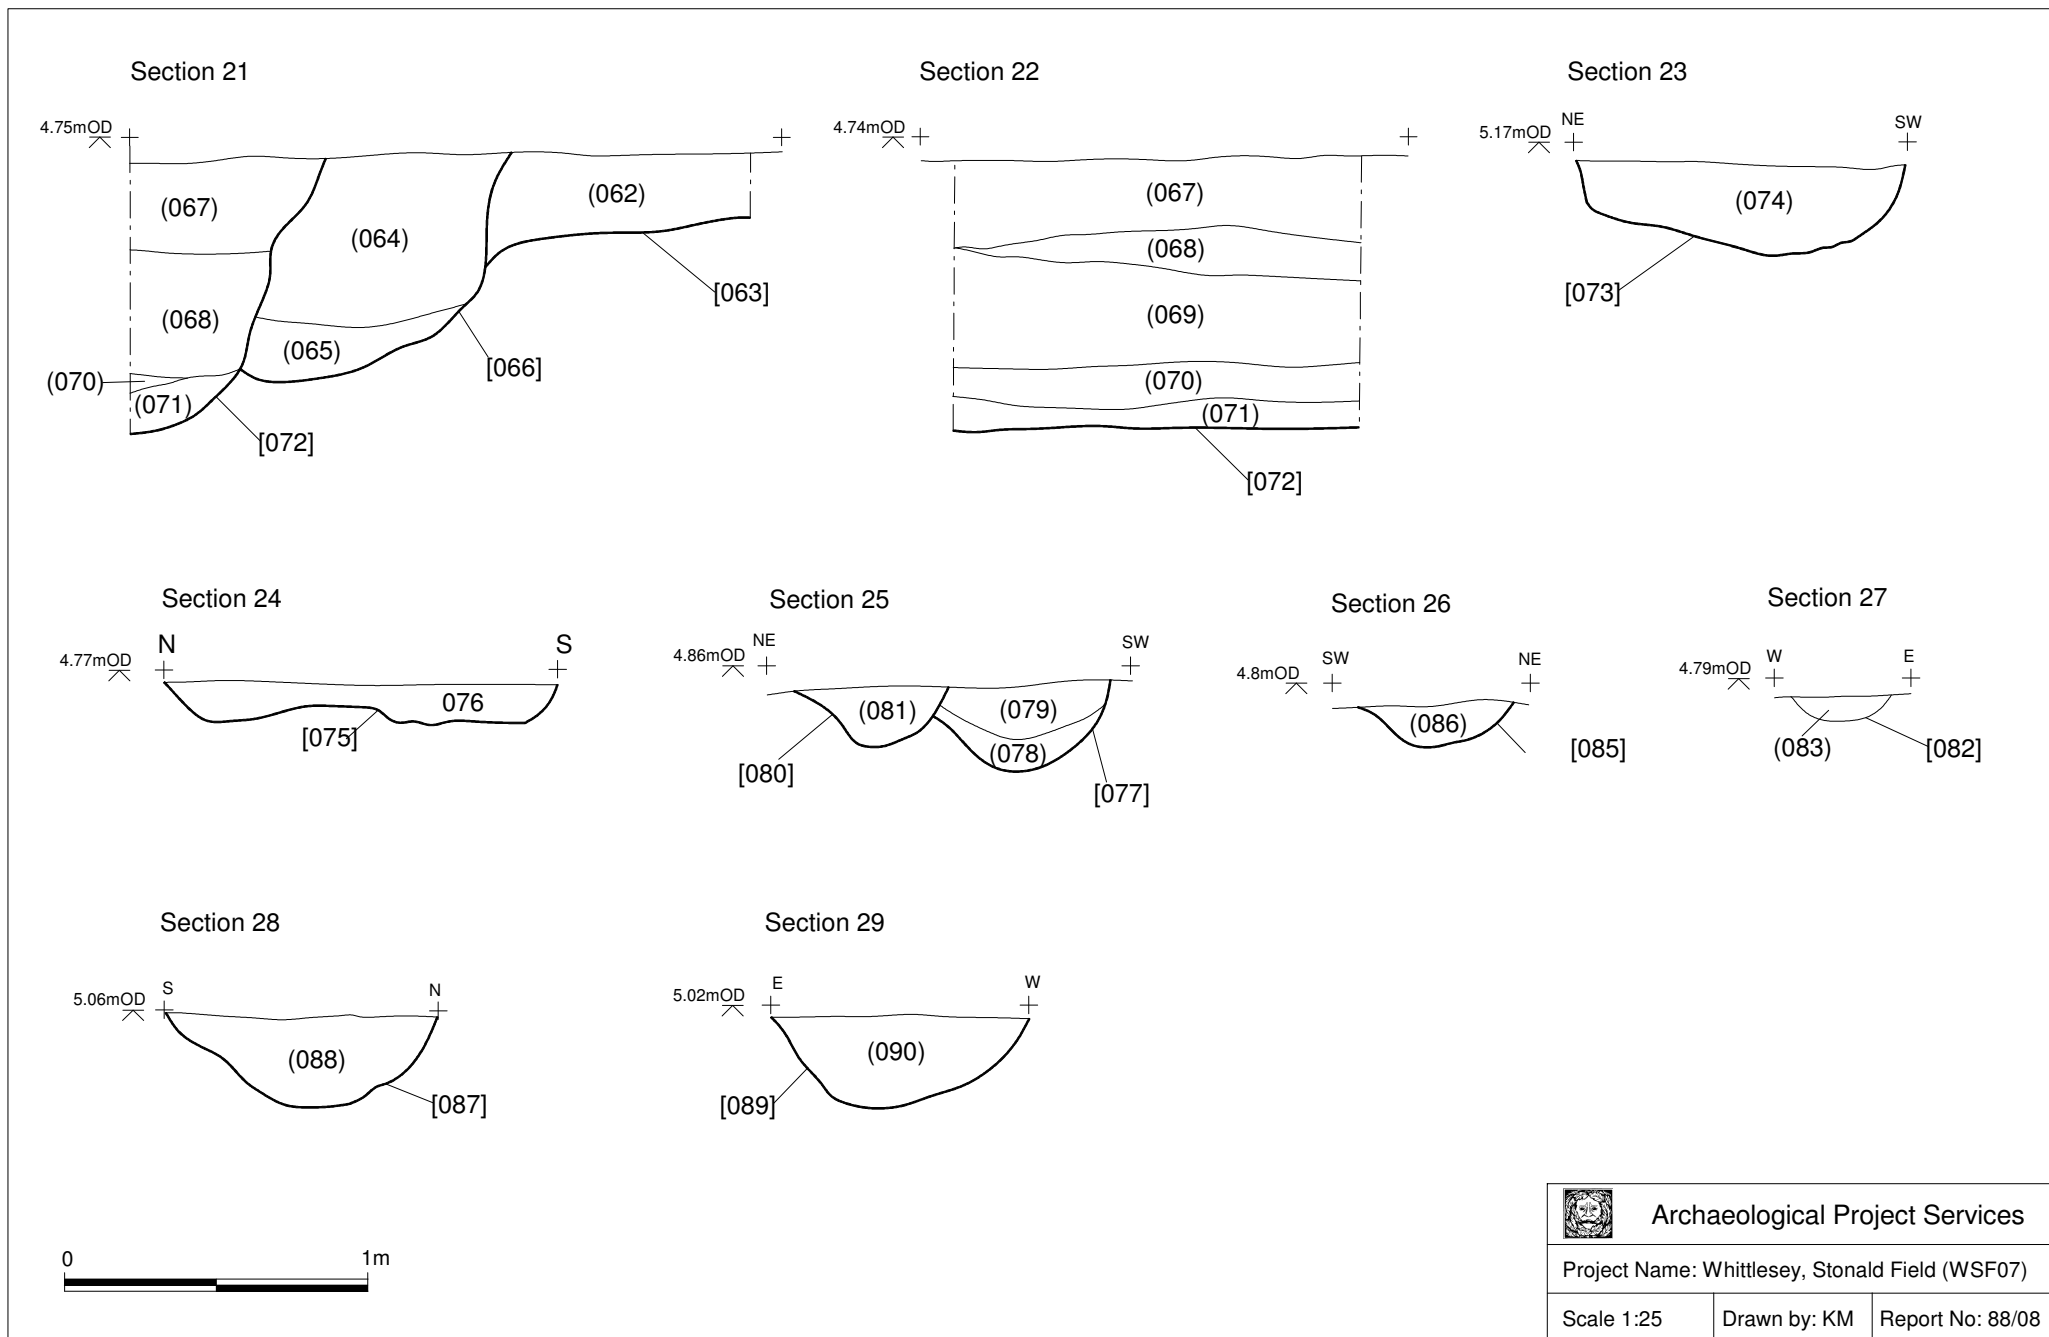 Section 21
4.75mOD
(067)
(064)
(062)
[063]
(068)
(065)
[066]
(070)
(071)
[072]
Section 22
4.74mOD
(067)
(068)
(069)
(070)
(071)
[072]
Section 23
5.17mOD
NE
SW
(074)
[073]
Section 24
4.77mOD
N
S
076
[075]
Section 25
4.86mOD
NE
SW
(081)
(079)
(078)
[080]
[077]
Section 26
4.8mOD
SW
NE
(086)
[085]
Section 27
4.79mOD
W
E
(083)
[082]
Section 28
5.06mOD
S
N
(088)
[087]
Section 29
5.02mOD
E
W
(090)
[089]
0
1m
Archaeological Project Services
Project Name: Whittlesey, Stonald Field (WSF07)
Scale 1:25
Drawn by: KM
Report No: 88/08